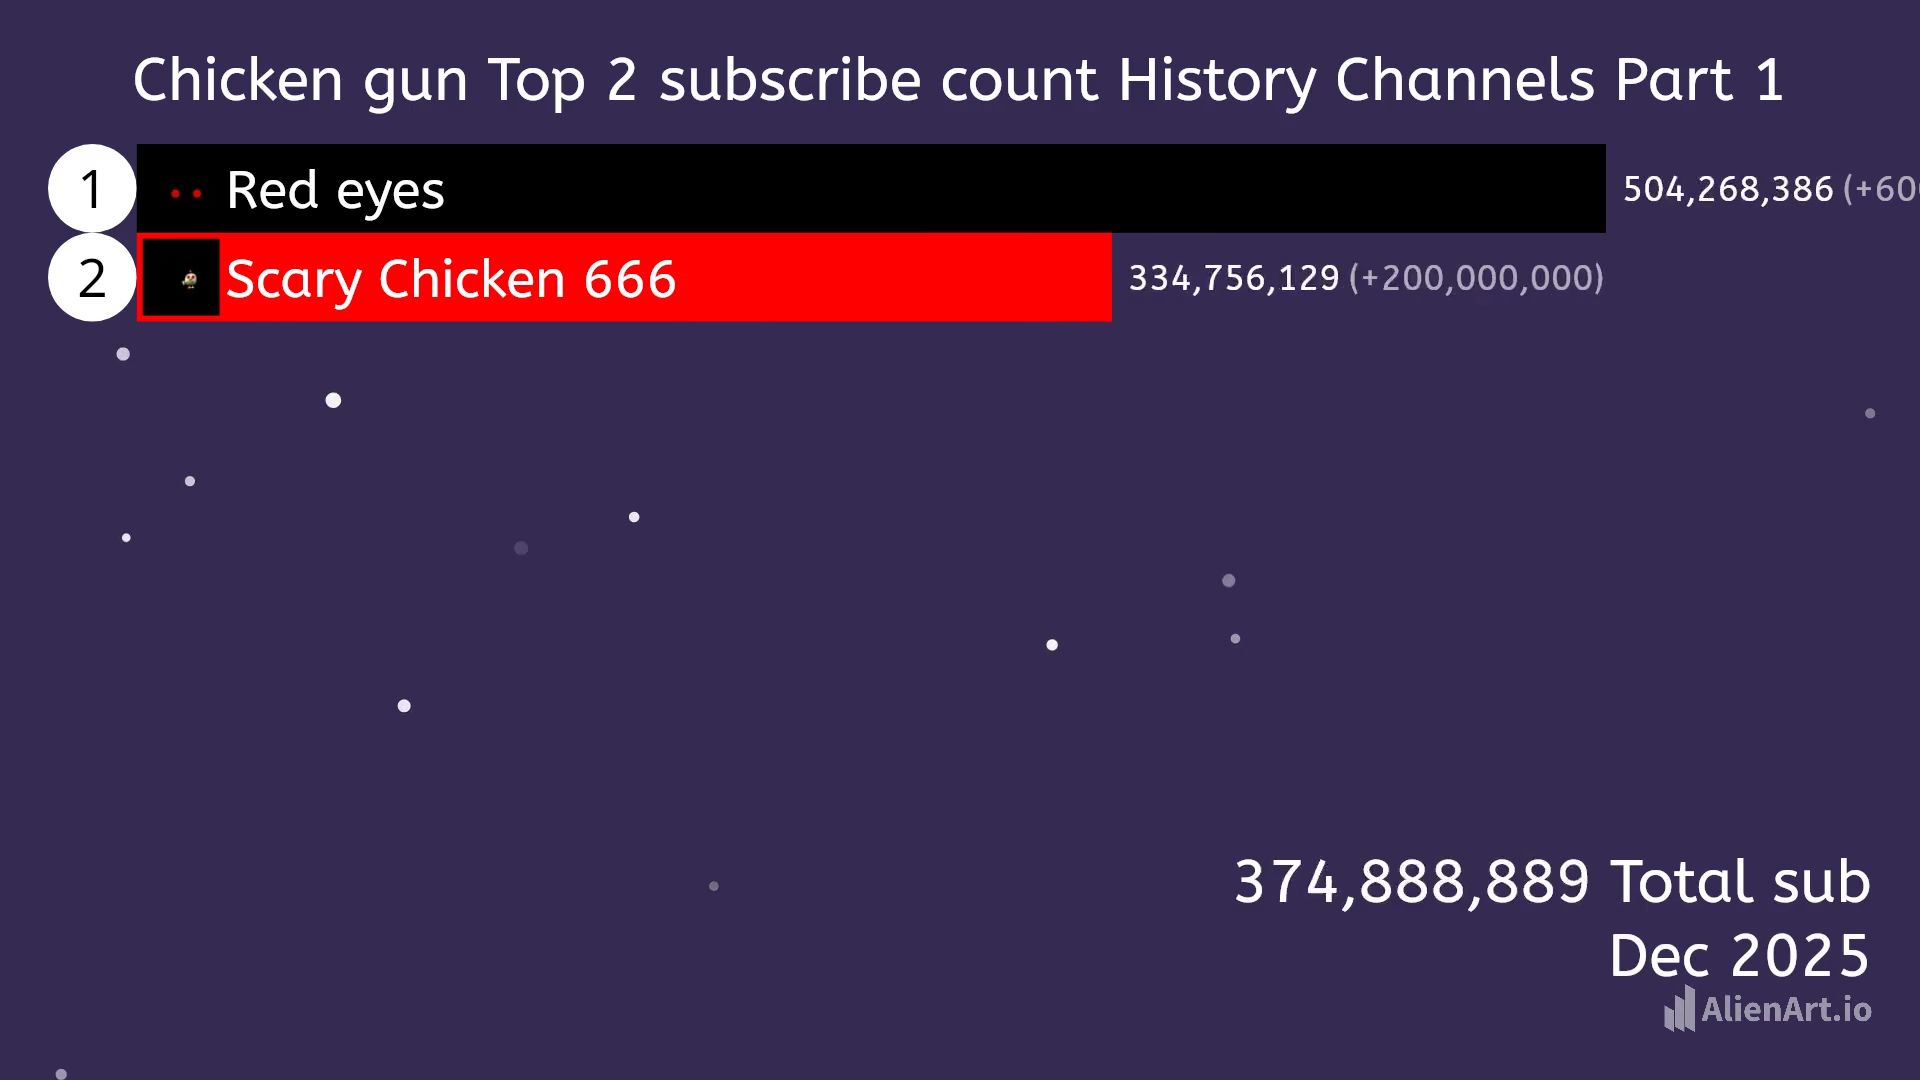 Chicken gun Top 2 subscribe count History Channels Part 1
1 Red eyes 504,268,386 (+60
2 Scary Chicken 666 334,756,129 (+200,000,000)
374,888,889 Total sub
Dec 2025
AlienArt.io